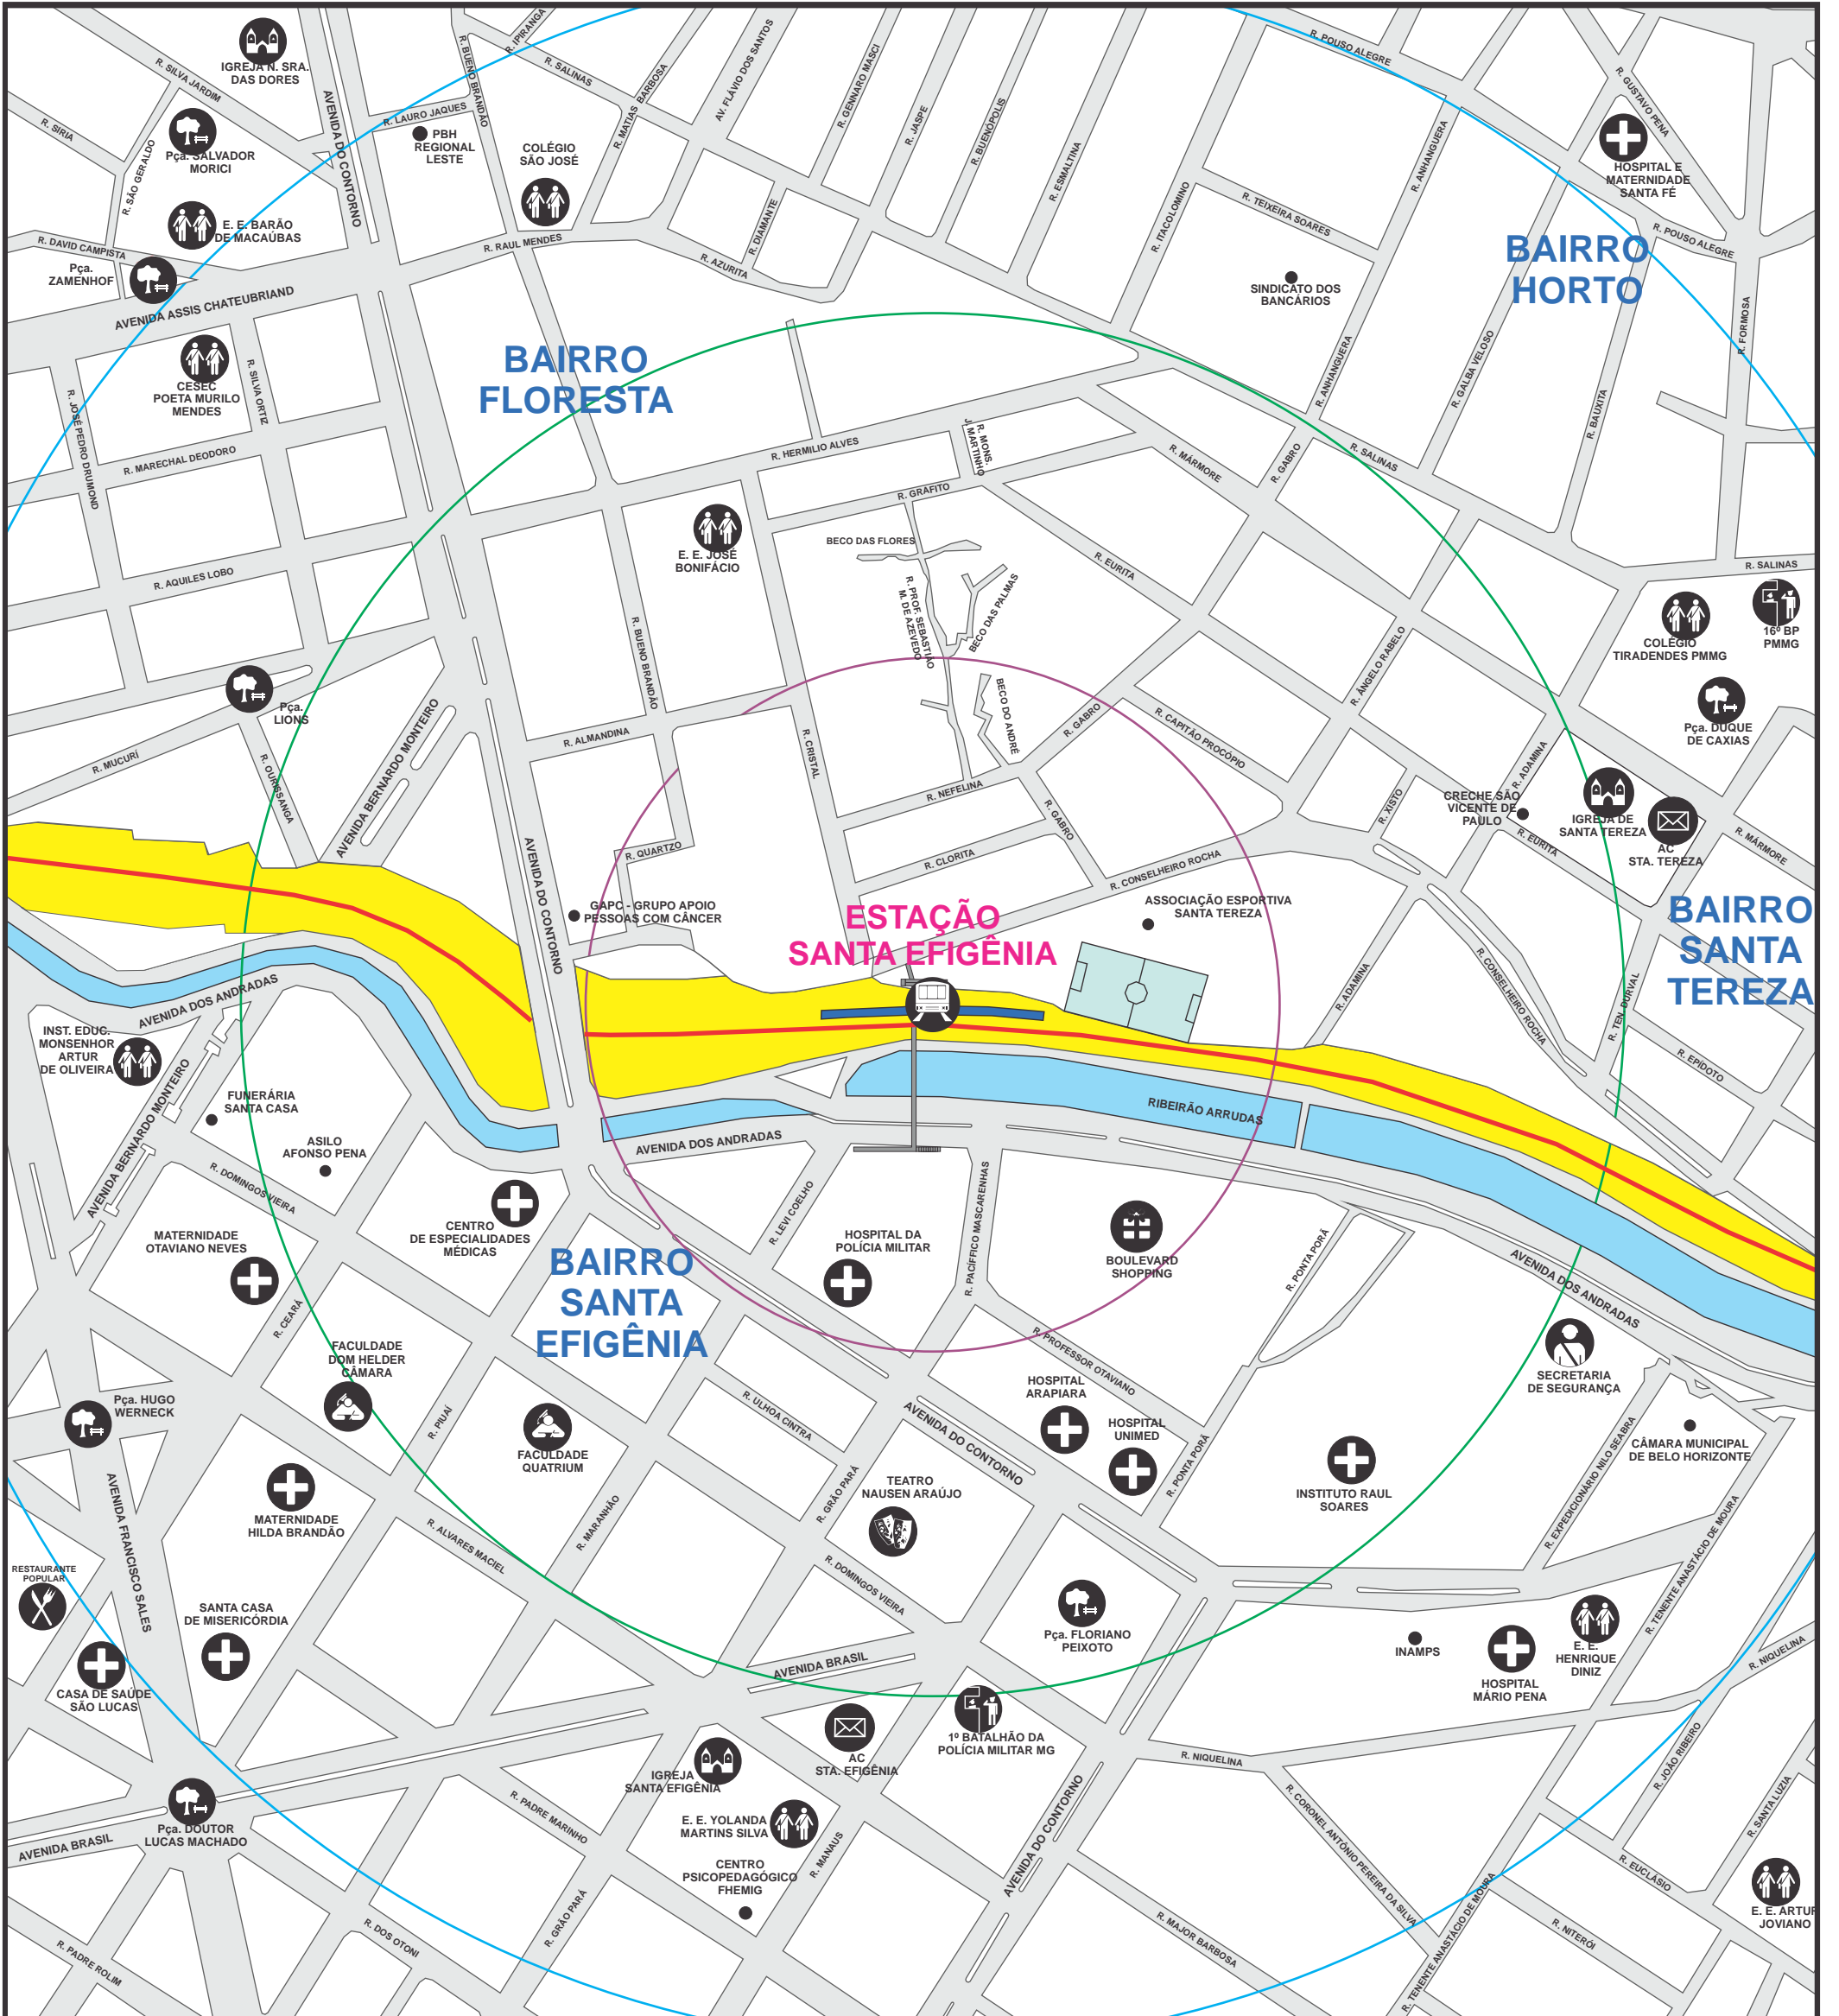 IGREJA N. SRA.
DAS DORES
R. SILVA JARDIM
R. SIRIA
R. SÃO GERALDO
Pça. SALVADOR
MORICI
E. E. BARÃO
DE MACAÚBAS
R. DAVID CAMPISTA
Pça.
ZAMENHOF
AVENIDA ASSIS CHATEUBRIAND
AVENIDA DO CONTORNO
R. LAURO JAQUES
PBH
REGIONAL
LESTE
R. BUENO BRANDÃO
R. IPIRANGA
R. SALINAS
COLÉGIO
SÃO JOSÉ
R. MATIAS BARBOSA
AV. FLÁVIO DOS SANTOS
R. GENNARO MASCI
R. JASPE
R. BUENÓPOLIS
R. ESMALTINA
R. RAUL MENDES
R. AZURITA
R. DIAMANTE
R. ITACOLOMINO
R. TEIXEIRA SOARES
R. ANHANGUERA
R. POUSO ALEGRE
R. GUSTAVO PENA
HOSPITAL E
MATERNIDADE
SANTA FÉ
BAIRRO
HORTO
R. POUSO ALEGRE
SINDICATO DOS
BANCÁRIOS
R. FORMOSA
R. ANHANGUERA
R. GALBA VELOSO
R. BAUXITA
BAIRRO
FLORESTA
CESEC
POETA MURILO
MENDES
R. SILVA ORTIZ
R. JOSÉ PEDRO DRUMOND
R. MARECHAL DEODORO
R. AQUILES LOBO
R. HERMILIO ALVES
R. MONS.
J. MARTINHO
R. GRÁFITO
R. MÁRMORE
R. GABRO
R. SALINAS
R. SALINAS
E. E. JOSÉ
BONIFÁCIO
BECO DAS FLORES
R. PROF. SEBASTIÃO
M. DE AZEVEDO
BECO DAS PALMAS
R. EURITA
COLÉGIO
TIRADENDES PMMG
16º BP
PMMG
R. BUENO BRANDÃO
R. ÂNGELO RABELO
Pça.
LIONS
Pça. DUQUE
DE CAXIAS
R. MUCURÍ
R. OURISSANGA
AVENIDA BERNARDO MONTEIRO
R. ALMANDINA
R. CRISTAL
BECO DO ANDRÉ
R. GABRO
R. CAPITÃO PROCÓPIO
R. NEFELINA
R. GABRO
R. XISTO
R. ADAMINA
CRECHE SÃO
VICENTE DE
PAULO
R. EURITA
IGREJA DE
SANTA TEREZA
AC
STA. TEREZA
R. MÁRMORE
R. QUARTZO
R. CLORITA
R. CONSELHEIRO ROCHA
AVENIDA DO CONTORNO
GAPC - GRUPO APOIO
PESSOAS COM CÂNCER
ESTAÇÃO
SANTA EFIGÊNIA
ASSOCIAÇÃO ESPORTIVA
SANTA TEREZA
BAIRRO
SANTA
TEREZA
R. ADAMINA
R. CONSELHEIRO ROCHA
R. TEN. DURVAL
R. EPÍDOTO
AVENIDA DOS ANDRADAS
INST. EDUC.
MONSENHOR
ARTUR
DE OLIVEIRA
AVENIDA BERNARDO MONTEIRO
FUNERÁRIA
SANTA CASA
ASILO
AFONSO PENA
AVENIDA DOS ANDRADAS
RIBEIRÃO ARRUDAS
R. DOMINGOS VIEIRA
MATERNIDADE
OTAVIANO NEVES
CENTRO
DE ESPECIALIDADES
MÉDICAS
BAIRRO
SANTA
EFIGÊNIA
R. LEVI COELHO
HOSPITAL DA
POLÍCIA MILITAR
R. PACÍFFICO MASCARENHAS
BOULEVARD
SHOPPING
R. PONTA PORÃ
AVENIDA DOS ANDRADAS
R. CEARÁ
FACULDADE
DOM HELDER
CÂMARA
R. PROFESSOR OTAVIANO
SECRETARIA
DE SEGURANÇA
Pça. HUGO
WERNECK
R. PIUAÍ
FACULDADE
QUATRIUM
R. ULHOA CINTRA
AVENIDA DO CONTORNO
HOSPITAL
ARAPIARA
HOSPITAL
UNIMED
R. PONTA PORÃ
CÂMARA MUNICIPAL
DE BELO HORIZONTE
R. EXPEDICIONÁRIO NILO SEABRA
AVENIDA FRANCISCO SALES
MATERNIDADE
HILDA BRANDÃO
R. ALVARES MACIEL
R. MARANHÃO
R. GRÃO PARÁ
TEATRO
NAUSEN ARAÚJO
INSTITUTO RAUL
SOARES
R. TENENTE ANASTÁCIO DE MOURA
RESTAURANTE
POPULAR
SANTA CASA
DE MISERICÓRDIA
R. DOMINGOS VIEIRA
Pça. FLORIANO
PEIXOTO
INAMPS
E. E.
HENRIQUE
DINIZ
HOSPITAL
MÁRIO PENA
R. NIQUELINA
CASA DE SAÚDE
SÃO LUCAS
AVENIDA BRASIL
1º BATALHÃO DA
POLÍCIA MILITAR MG
AC
STA. EFIGÊNIA
R. NIQUELINA
R. JOÃO RIBEIRO
IGREJA
SANTA EFIGÊNIA
R. PADRE MARINHO
E. E. YOLANDA
MARTINS SILVA
R. MANAUS
AVENIDA DO CONTORNO
R. CORONEL ANTÔNIO PEREIRA DA SILVA
R. SANTA LUZIA
Pça. DOUTOR
LUCAS MACHADO
AVENIDA BRASIL
CENTRO
PSICOPEDAGÓGICO
FHEMIG
R. EUCLÁSIO
E. E. ARTUR
JOVIANO
R. GRÃO PARÁ
R. DOS OTONI
R. PADRE ROLIM
R. MAJOR BARBOSA
R. TENENTE ANASTÁCIO DE MOURA
R. NITERÓI